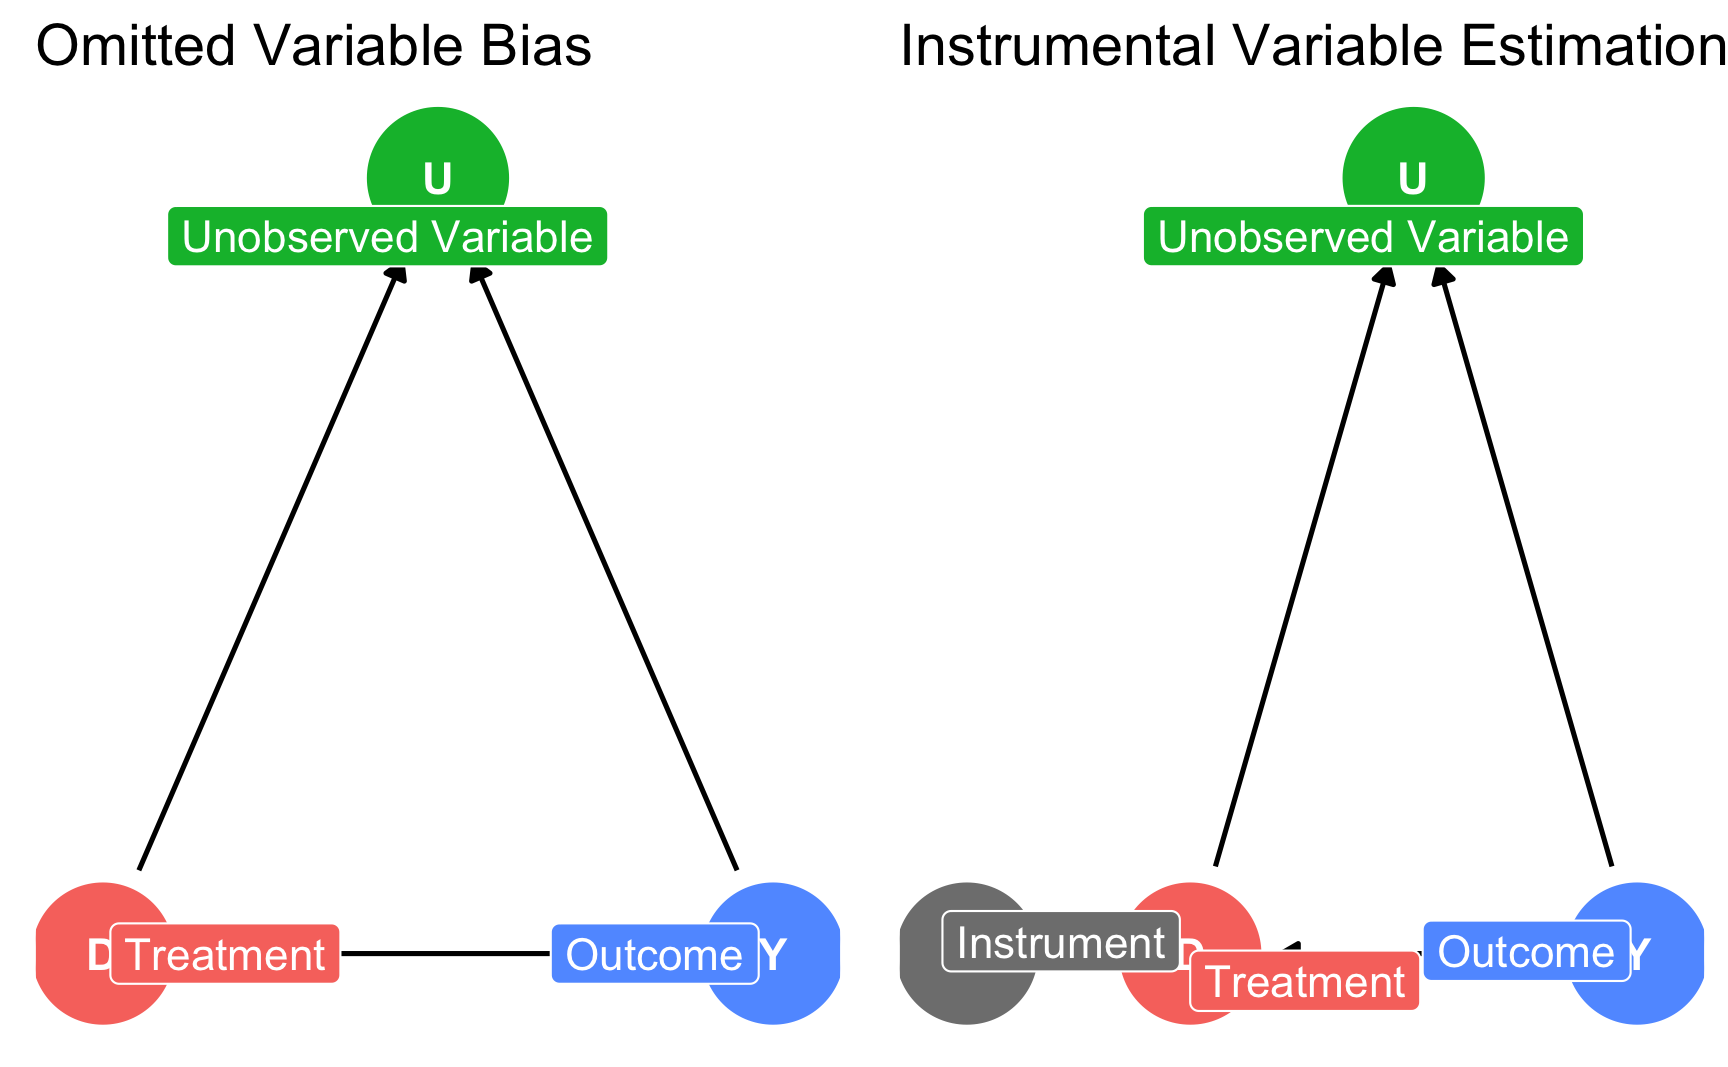 Omitted Variable Bias
U
Unobserved Variable
D
Treatment
Outcome
Y
Instrumental Variable Estimation
U
Unobserved Variable
Instrument
D
Treatment
Outcome
Y